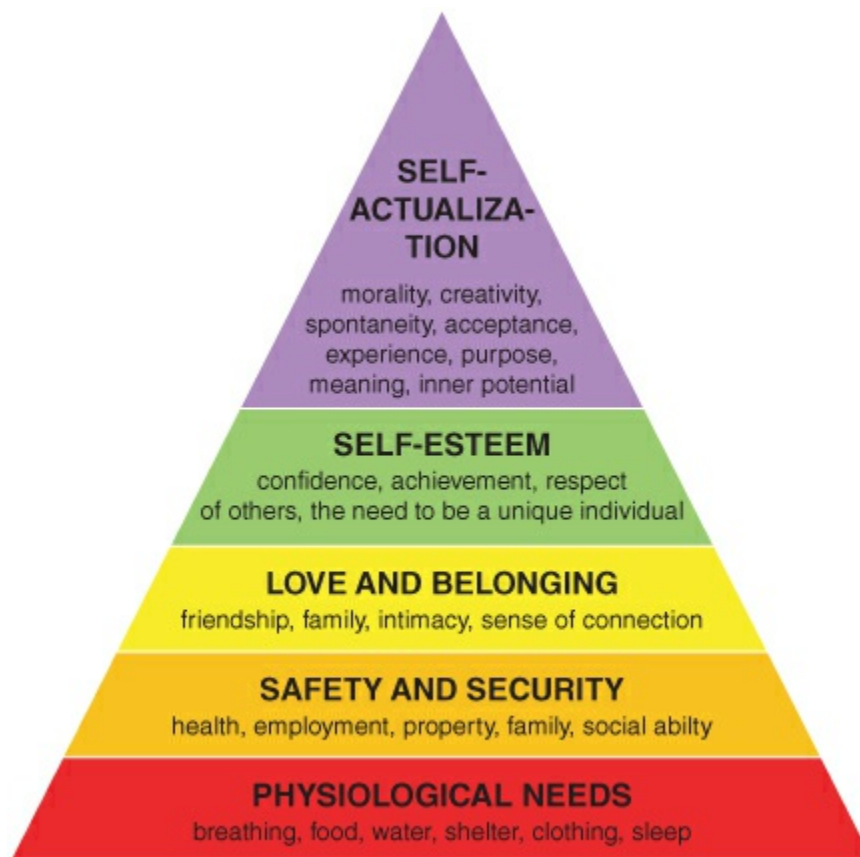 SELF-
ACTUALIZA-
TION
morality, creativity,
spontaneity, acceptance,
experience, purpose,
meaning, inner potential
SELF-ESTEEM
confidence, achievement, respect
of others, the need to be a unique individual
LOVE AND BELONGING
friendship, family, intimacy, sense of connection
SAFETY AND SECURITY
health, employment, property, family, social abilty
PHYSIOLOGICAL NEEDS
breathing, food, water, shelter, clothing, sleep